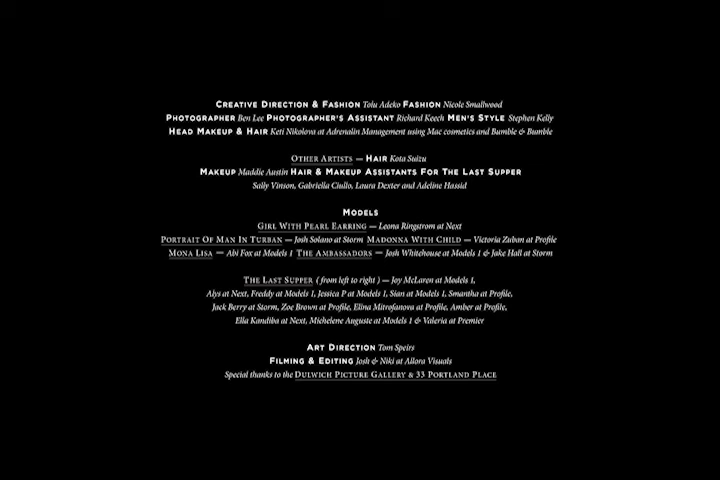 CREATIVE DIRECTION & FASHION Tolu Adeko FASHION Nicole Smallwood
PHOTOGRAPHER Ben Lee PHOTOGRAPHER'S ASSISTANT Richard Keech MEN'S STYLE Stephen Kelly
HEAD MAKEUP & HAIR Keti Nikolova at Adrenalin Management using Mac cosmetics and Bumble & Bumble
OTHER ARTISTS — HAIR Kota Suizu
MAKEUP Maddie Austin HAIR & MAKEUP ASSISTANTS FOR THE LAST SUPPER
Sally Vinson, Gabriella Ciullo, Laura Dexter and Adeline Hassid
MODELS
GIRL WITH PEARL EARRING — Leona Ringstrom at Next
PORTRAIT OF MAN IN TURBAN — Josh Solano at Storm MADONNA WITH CHILD — Victoria Zuban at Profile
MONA LISA — Abi Fox at Models 1 THE AMBASSADORS — Josh Whitehouse at Models 1 & Jake Hall at Storm
THE LAST SUPPER ( from left to right ) — Joy McLaren at Models 1,
Alys at Next, Freddy at Models 1, Jessica P at Models 1, Sian at Models 1, Smantha at Profile,
Jack Berry at Storm, Zoe Brown at Profile, Elina Mitrofanova at Profile, Amber at Profile,
Ella Kandiba at Next, Michelene Auguste at Models 1 & Valeria at Premier
ART DIRECTION Tom Speirs
FILMING & EDITING Josh & Niki at Allora Visuals
Special thanks to the DULWICH PICTURE GALLERY & 33 PORTLAND PLACE